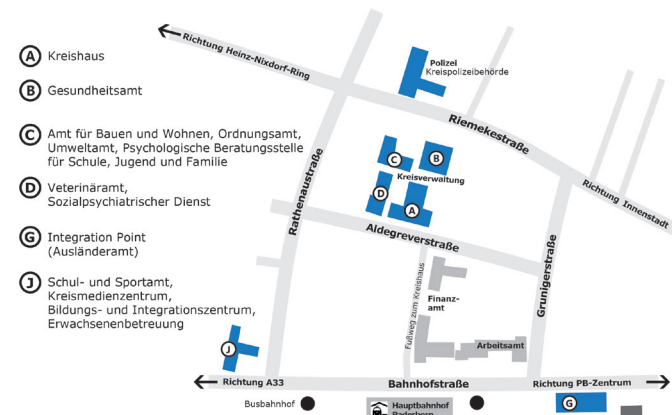 A Kreishaus
B Gesundheitsamt
C Amt für Bauen und Wohnen, Ordnungsamt,
Umweltamt, Psychologische Beratungsstelle
für Schule, Jugend und Familie
D Veterinäramt,
Sozialpsychiatrischer Dienst
G Integration Point
(Ausländeramt)
J Schul- und Sportamt,
Kreismedienzentrum,
Bildungs- und Integrationszentrum,
Erwachsenenbetreuung
Richtung Heinz-Nixdorf-Ring
Polizei
Kreispolizeibehörde
Riemekestraße
Richtung Innenstadt
Rathenaustraße
C
B
Kreisverwaltung
D
A
Aldegreverstraße
Grunigerstraße
Fußweg zum Kreishaus
Finanz-
amt
Arbeitsamt
J
Richtung A33
Bahnhofstraße
Richtung PB-Zentrum
Busbahnhof
Hauptbahnhof
Paderborn
G